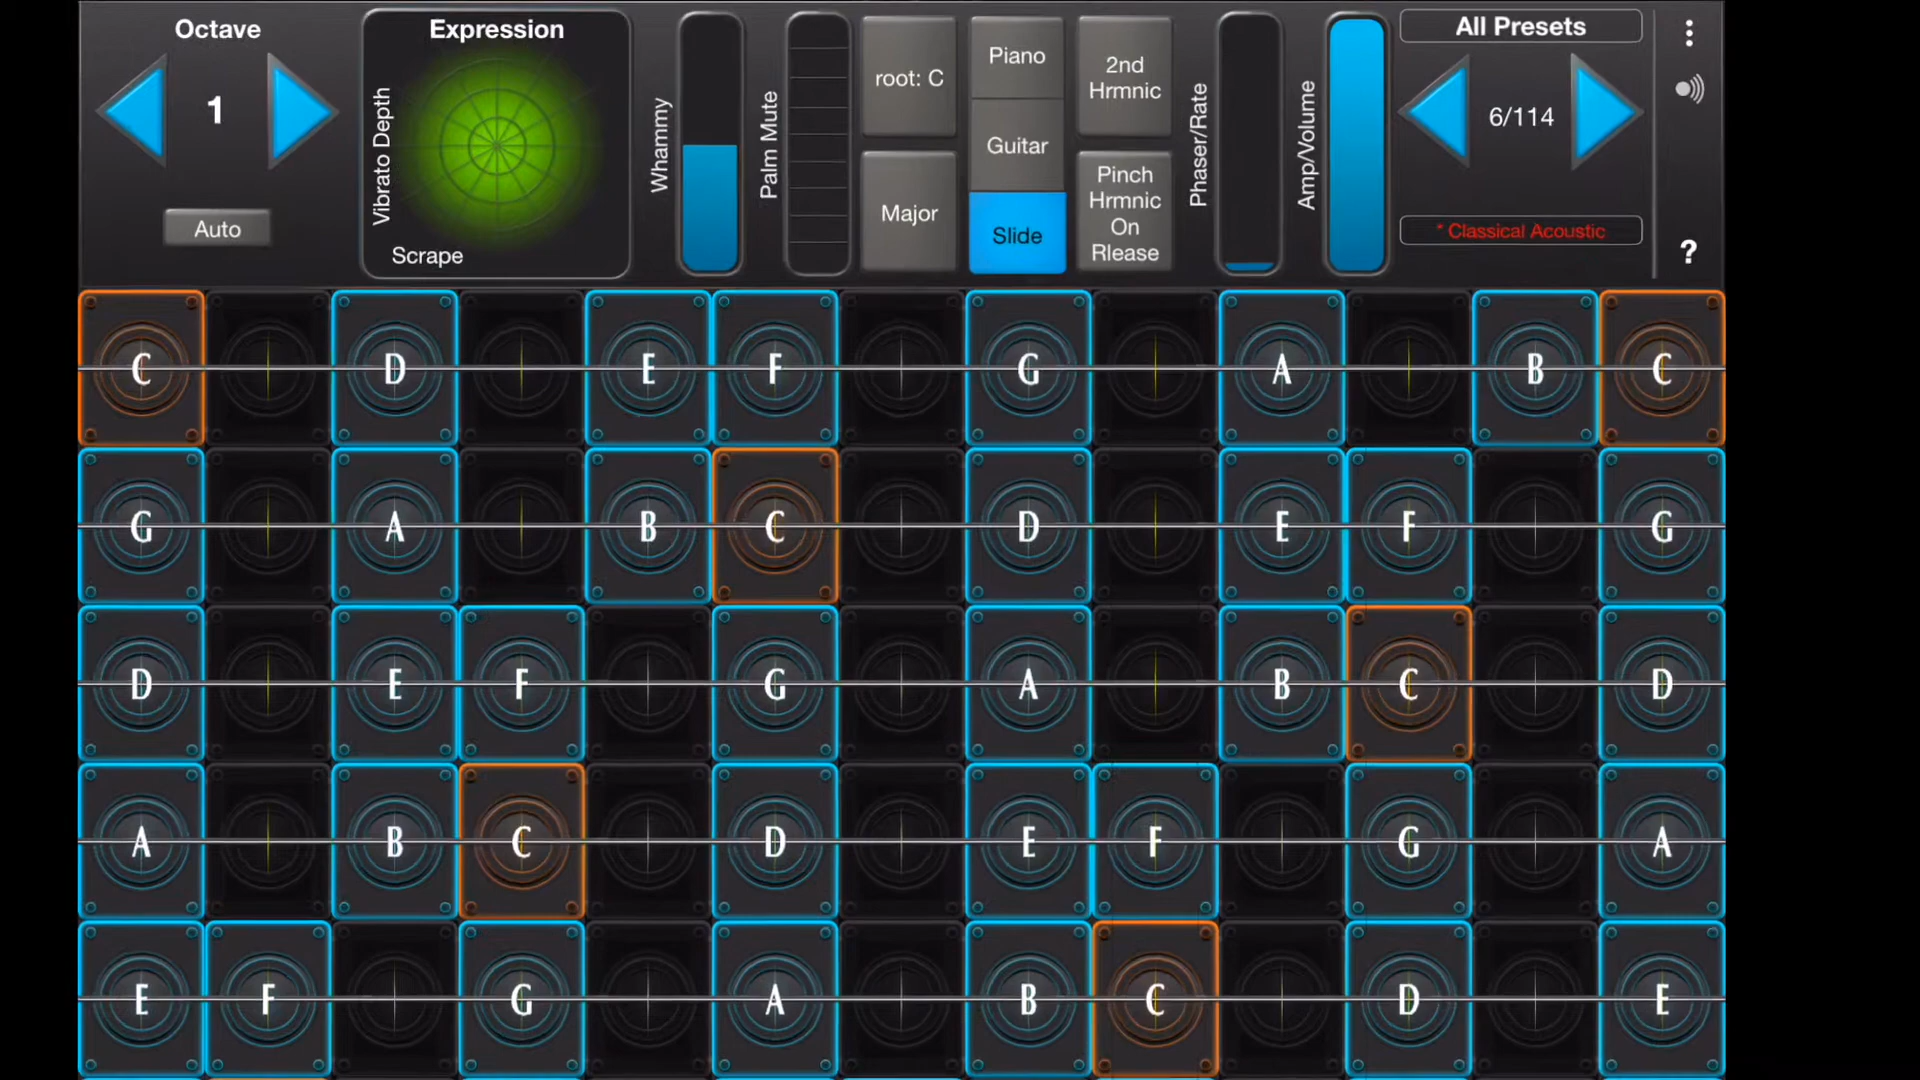 Octave
1
Auto
Expression
Vibrato Depth
Scrape
Whammy
Palm Mute
root: C
Major
Piano
Guitar
Slide
2nd
Hrmnic
Pinch
Hrmnic
On
Rlease
Phaser/Rate
Amp/Volume
All Presets
6/114
* Classical Acoustic
?
C D E F G A B C
G A B C D E F G
D E F G A B C D
A B C D E F G A
E F G A B C D E